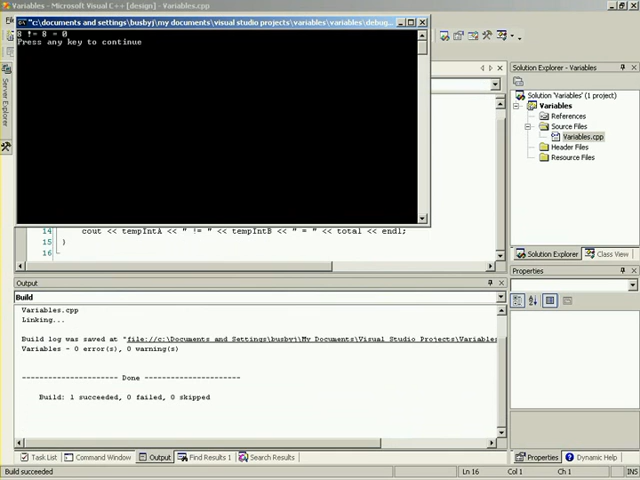 Variables - Microsoft Visual C++ [design] - Variables.cpp
"c:\documents and settings\busbyj\my documents\visual studio projects\variables\variables\debug...
8 != 8 = 0
Press any key to continue
Server Explorer
14 cout << tempIntA << " != " << tempIntB << " = " << total << endl;
15 }
16
Solution Explorer - Variables
Solution 'Variables' (1 project)
Variables
References
Source Files
Variables.cpp
Header Files
Resource Files
Solution Explorer Class View
Properties
Output
Build
Variables.cpp
Linking...
Build log was saved at "file://c:\Documents and Settings\busbyj\My Documents\Visual Studio Projects\Variables
Variables - 0 error(s), 0 warning(s)
---------------------- Done ----------------------
Build: 1 succeeded, 0 failed, 0 skipped
Task List Command Window Output Find Results 1 Search Results
Properties Dynamic Help
Build succeeded Ln 16 Col 1 Ch 1 INS